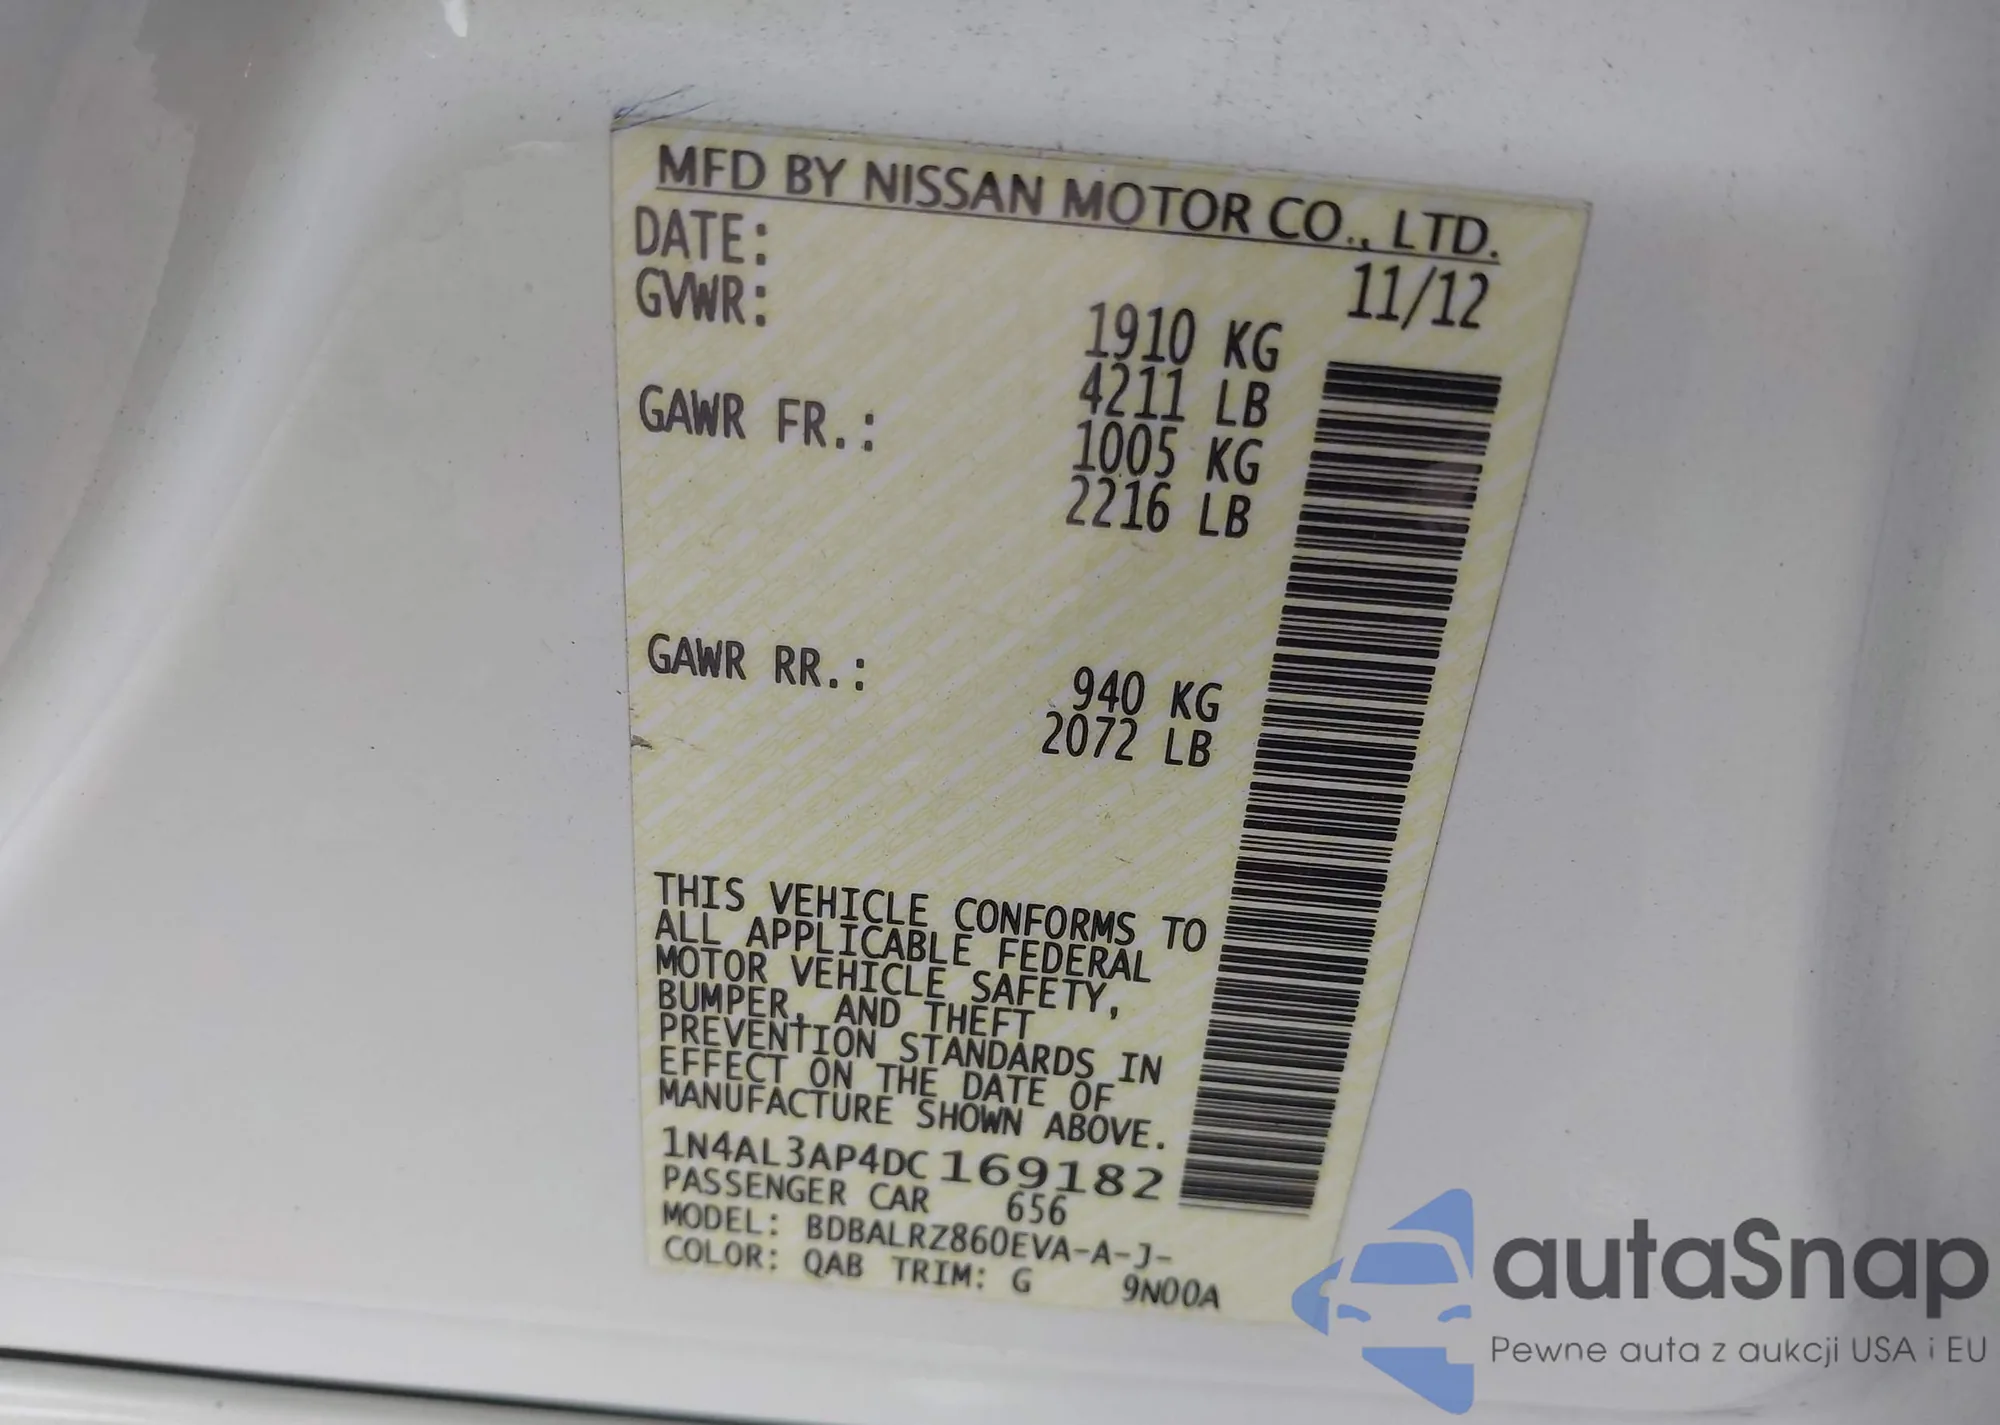 MFD BY NISSAN MOTOR CO., LTD.
DATE: 11/12
GVWR: 1910 KG
4211 LB
GAWR FR.: 1005 KG
2216 LB
GAWR RR.: 940 KG
2072 LB
THIS VEHICLE CONFORMS TO
ALL APPLICABLE FEDERAL
MOTOR VEHICLE SAFETY,
BUMPER, AND THEFT
PREVENTION STANDARDS IN
EFFECT ON THE DATE OF
MANUFACTURE SHOWN ABOVE.
1N4AL3AP4DC169182
PASSENGER CAR 656
MODEL: BDBALRZ860EVA-A-J-
COLOR: QAB TRIM: G 9N00A
autaSnap
Pewne auta z aukcji USA i EU